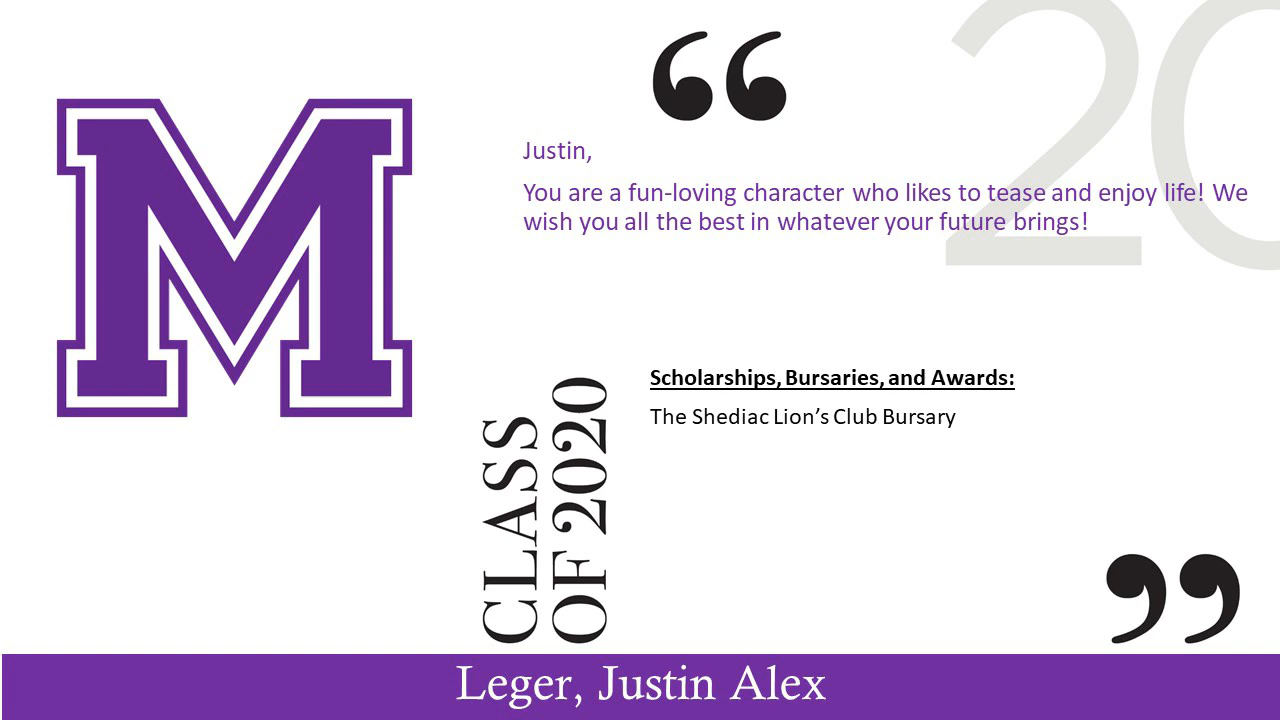 M
20
Justin,
You are a fun-loving character who likes to tease and enjoy life! We
wish you all the best in whatever your future brings!
Scholarships, Bursaries, and Awards:
The Shediac Lion’s Club Bursary
CLASS
OF 2020
Leger, Justin Alex